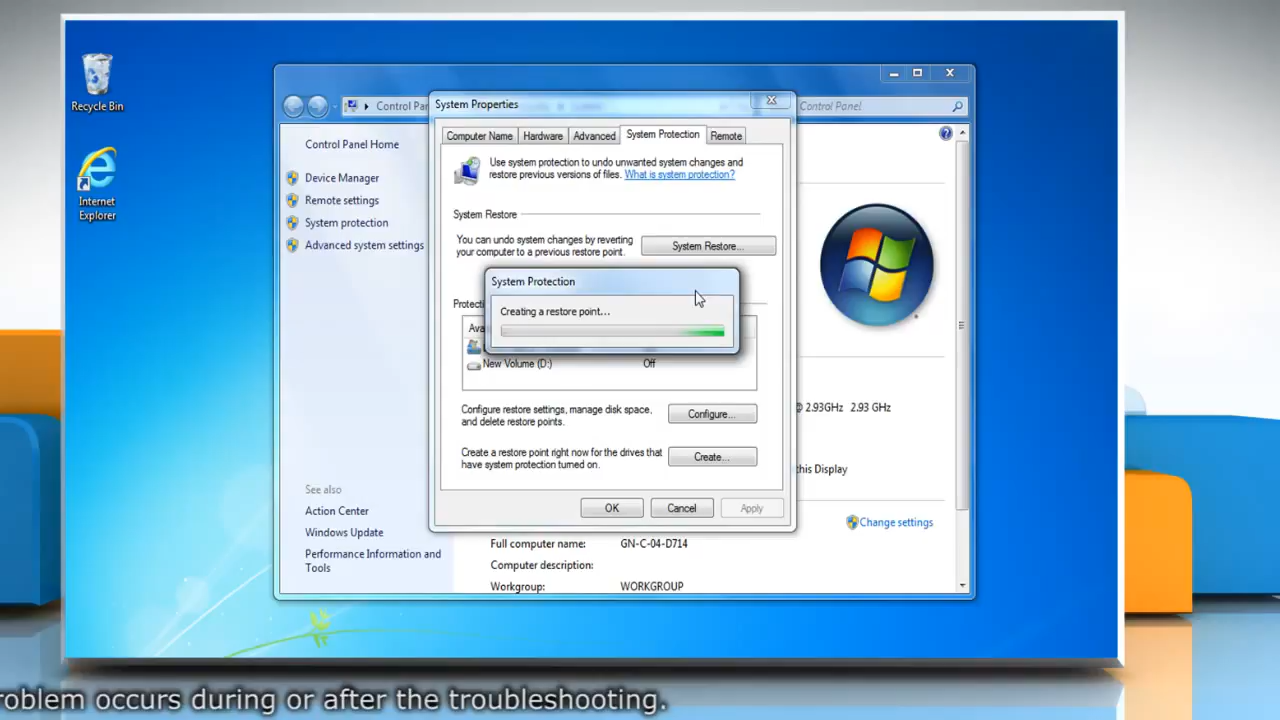 Recycle Bin
Internet
Explorer
Control Pan
Control Panel
Control Panel Home
Device Manager
Remote settings
System protection
Advanced system settings
See also
Action Center
Windows Update
Performance Information and
Tools
System Properties
Computer Name
Hardware
Advanced
System Protection
Remote
Use system protection to undo unwanted system changes and
restore previous versions of files. What is system protection?
System Restore
You can undo system changes by reverting
your computer to a previous restore point.
System Restore...
Protecti
Ava
System Protection
Creating a restore point...
New Volume (D:) Off
Configure restore settings, manage disk space,
and delete restore points.
Configure...
Create a restore point right now for the drives that
have system protection turned on.
Create...
OK
Cancel
Apply
@ 2.93GHz 2.93 GHz
this Display
Change settings
Full computer name: GN-C-04-D714
Computer description:
Workgroup: WORKGROUP
roblem occurs during or after the troubleshooting.